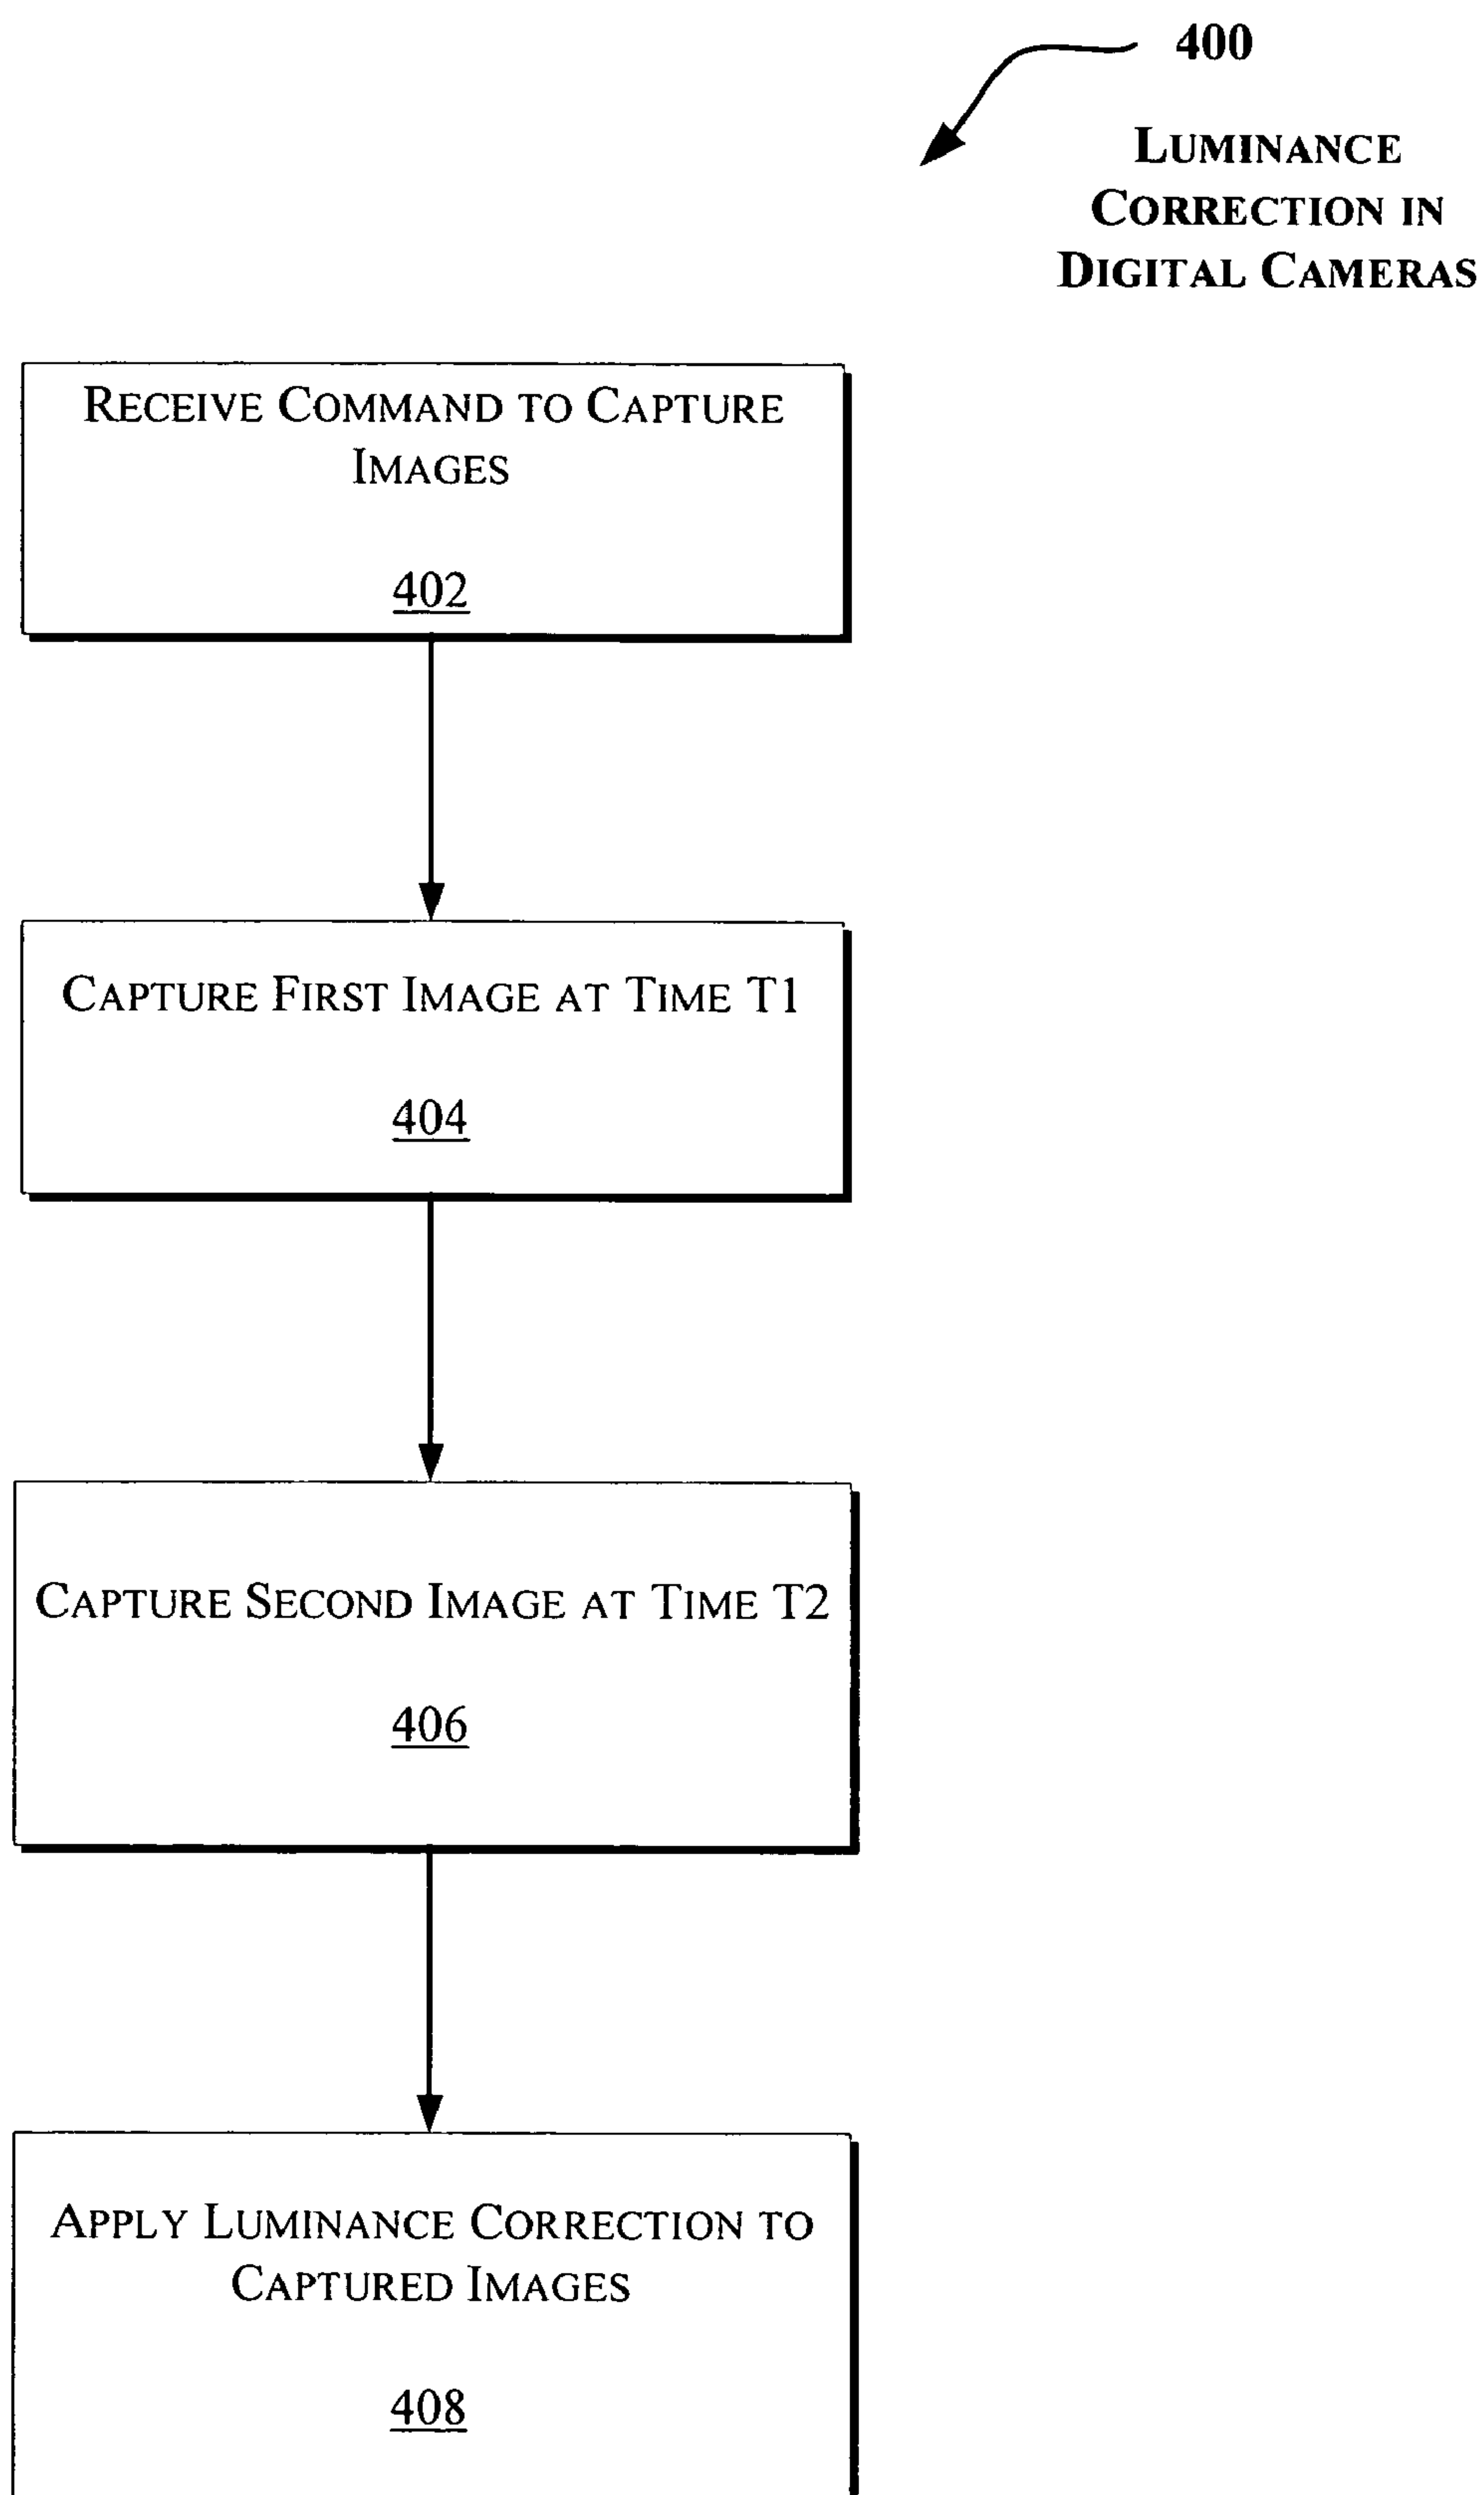 400
LUMINANCE
CORRECTION IN
DIGITAL CAMERAS
RECEIVE COMMAND TO CAPTURE
IMAGES
402
CAPTURE FIRST IMAGE AT TIME T1
404
CAPTURE SECOND IMAGE AT TIME T2
406
APPLY LUMINANCE CORRECTION TO
CAPTURED IMAGES
408